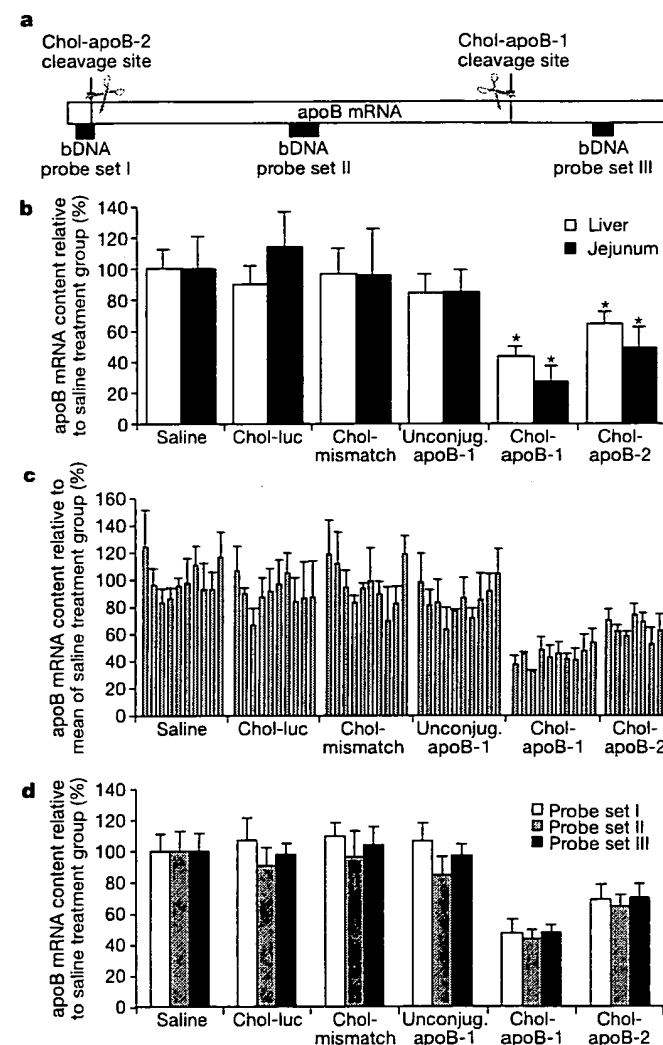 a
Chol-apoB-2
cleavage site
Chol-apoB-1
cleavage site
apoB mRNA
bDNA
probe set I
bDNA
probe set II
bDNA
probe set III
b
apoB mRNA content relative
to saline treatment group (%)
140
120
100
80
60
40
20
0
Liver
Jejunum
*
*
*
*
Saline
Chol-luc
Chol-
mismatch
Unconjug.
apoB-1
Chol-
apoB-1
Chol-
apoB-2
c
apoB mRNA content relative to
mean of saline treatment group (%)
160
140
120
100
80
60
40
20
0
Saline
Chol-luc
Chol-
mismatch
Unconjug.
apoB-1
Chol-
apoB-1
Chol-
apoB-2
d
apoB mRNA content relative
to saline treatment group (%)
140
120
100
80
60
40
20
0
Probe set I
Probe set II
Probe set III
Saline
Chol-luc
Chol-
mismatch
Unconjug.
apoB-1
Chol-
apoB-1
Chol-
apoB-2